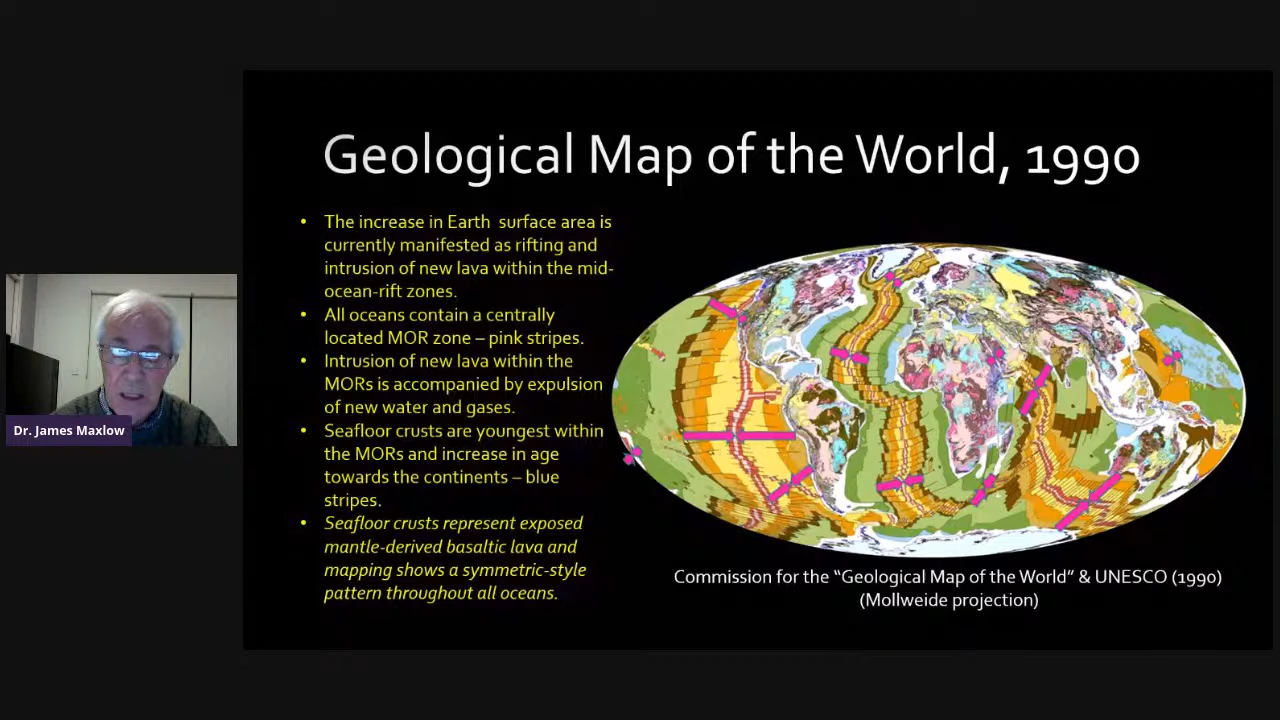 Geological Map of the World, 1990
• The increase in Earth surface area is
currently manifested as rifting and
intrusion of new lava within the mid-
ocean-rift zones.
• All oceans contain a centrally
located MOR zone – pink stripes.
• Intrusion of new lava within the
MORs is accompanied by expulsion
of new water and gases.
• Seafloor crusts are youngest within
the MORs and increase in age
towards the continents – blue
stripes.
• Seafloor crusts represent exposed
mantle-derived basaltic lava and
mapping shows a symmetric-style
pattern throughout all oceans.
Commission for the “Geological Map of the World” & UNESCO (1990)
(Mollweide projection)
Dr. James Maxlow